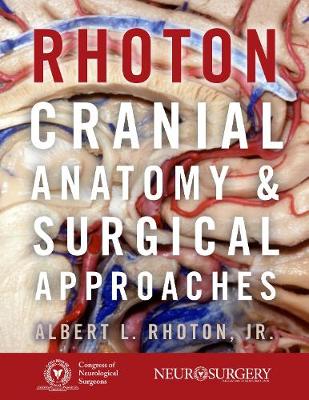 RHOTON
CRANIAL
ANATOMY &
SURGICAL
APPROACHES
ALBERT L. RHOTON, JR.
Congress of
Neurological
Surgeons
NEUROSURGERY